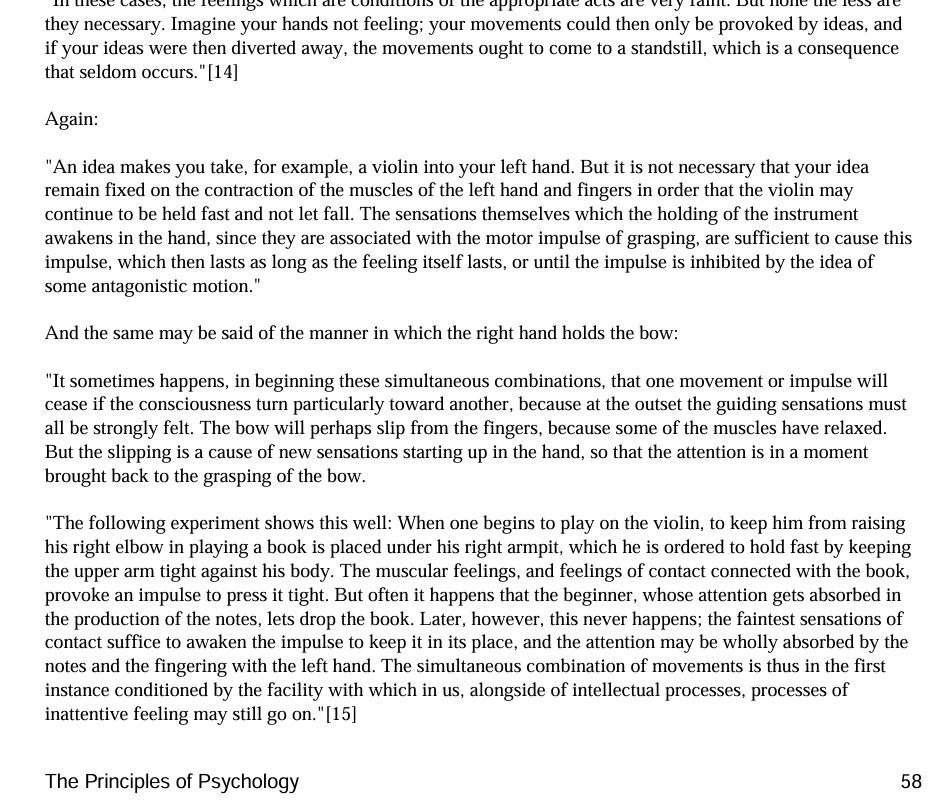 "In these cases, the feelings which are conditions of the appropriate acts are very faint. But none the less are
they necessary. Imagine your hands not feeling; your movements could then only be provoked by ideas, and
if your ideas were then diverted away, the movements ought to come to a standstill, which is a consequence
that seldom occurs."[14]
Again:
"An idea makes you take, for example, a violin into your left hand. But it is not necessary that your idea
remain fixed on the contraction of the muscles of the left hand and fingers in order that the violin may
continue to be held fast and not let fall. The sensations themselves which the holding of the instrument
awakens in the hand, since they are associated with the motor impulse of grasping, are sufficient to cause this
impulse, which then lasts as long as the feeling itself lasts, or until the impulse is inhibited by the idea of
some antagonistic motion."
And the same may be said of the manner in which the right hand holds the bow:
"It sometimes happens, in beginning these simultaneous combinations, that one movement or impulse will
cease if the consciousness turn particularly toward another, because at the outset the guiding sensations must
all be strongly felt. The bow will perhaps slip from the fingers, because some of the muscles have relaxed.
But the slipping is a cause of new sensations starting up in the hand, so that the attention is in a moment
brought back to the grasping of the bow.
"The following experiment shows this well: When one begins to play on the violin, to keep him from raising
his right elbow in playing a book is placed under his right armpit, which he is ordered to hold fast by keeping
the upper arm tight against his body. The muscular feelings, and feelings of contact connected with the book,
provoke an impulse to press it tight. But often it happens that the beginner, whose attention gets absorbed in
the production of the notes, lets drop the book. Later, however, this never happens; the faintest sensations of
contact suffice to awaken the impulse to keep it in its place, and the attention may be wholly absorbed by the
notes and the fingering with the left hand. The simultaneous combination of movements is thus in the first
instance conditioned by the facility with which in us, alongside of intellectual processes, processes of
inattentive feeling may still go on."[15]
The Principles of Psychology 58